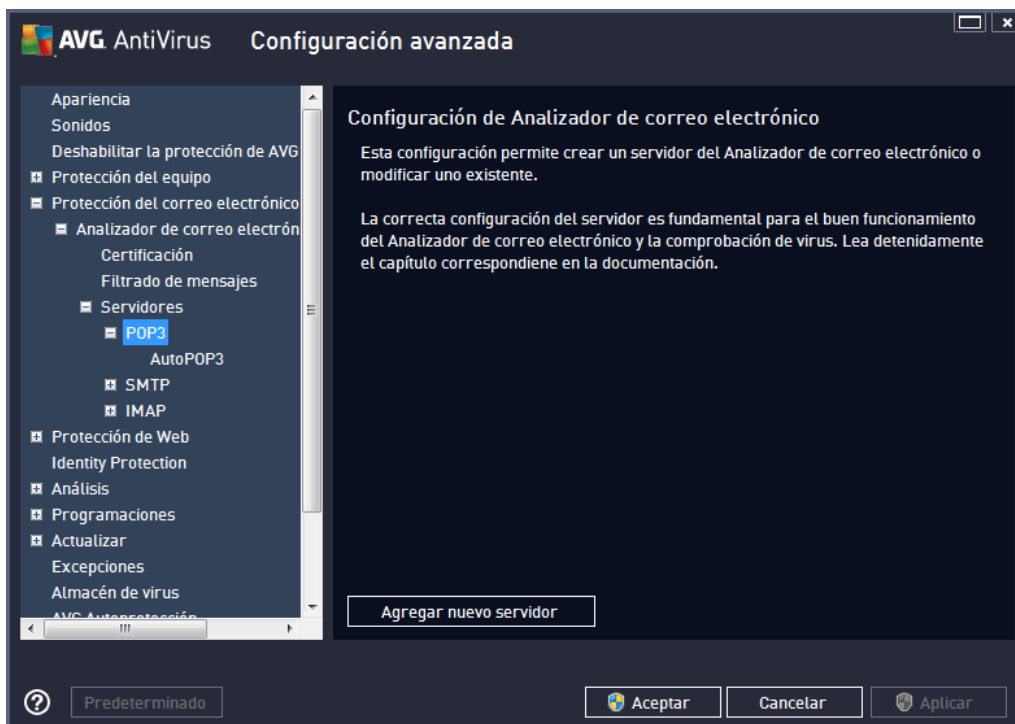 AVG. AntiVirus Configuración avanzada
Apariencia
Sonidos
Deshabilitar la protección de AVG
Protección del equipo
Protección del correo electrónico
Analizador de correo electrón
Certificación
Filtrado de mensajes
Servidores
POP3
AutoPOP3
SMTP
IMAP
Protección de Web
Identity Protection
Análisis
Programaciones
Actualizar
Excepciones
Almacén de virus
AVG Autoprotección
Configuración de Analizador de correo electrónico
Esta configuración permite crear un servidor del Analizador de correo electrónico o
modificar uno existente.
La correcta configuración del servidor es fundamental para el buen funcionamiento
del Analizador de correo electrónico y la comprobación de virus. Lea detenidamente
el capítulo correspondiene en la documentación.
Agregar nuevo servidor
Predeterminado
Aceptar
Cancelar
Aplicar